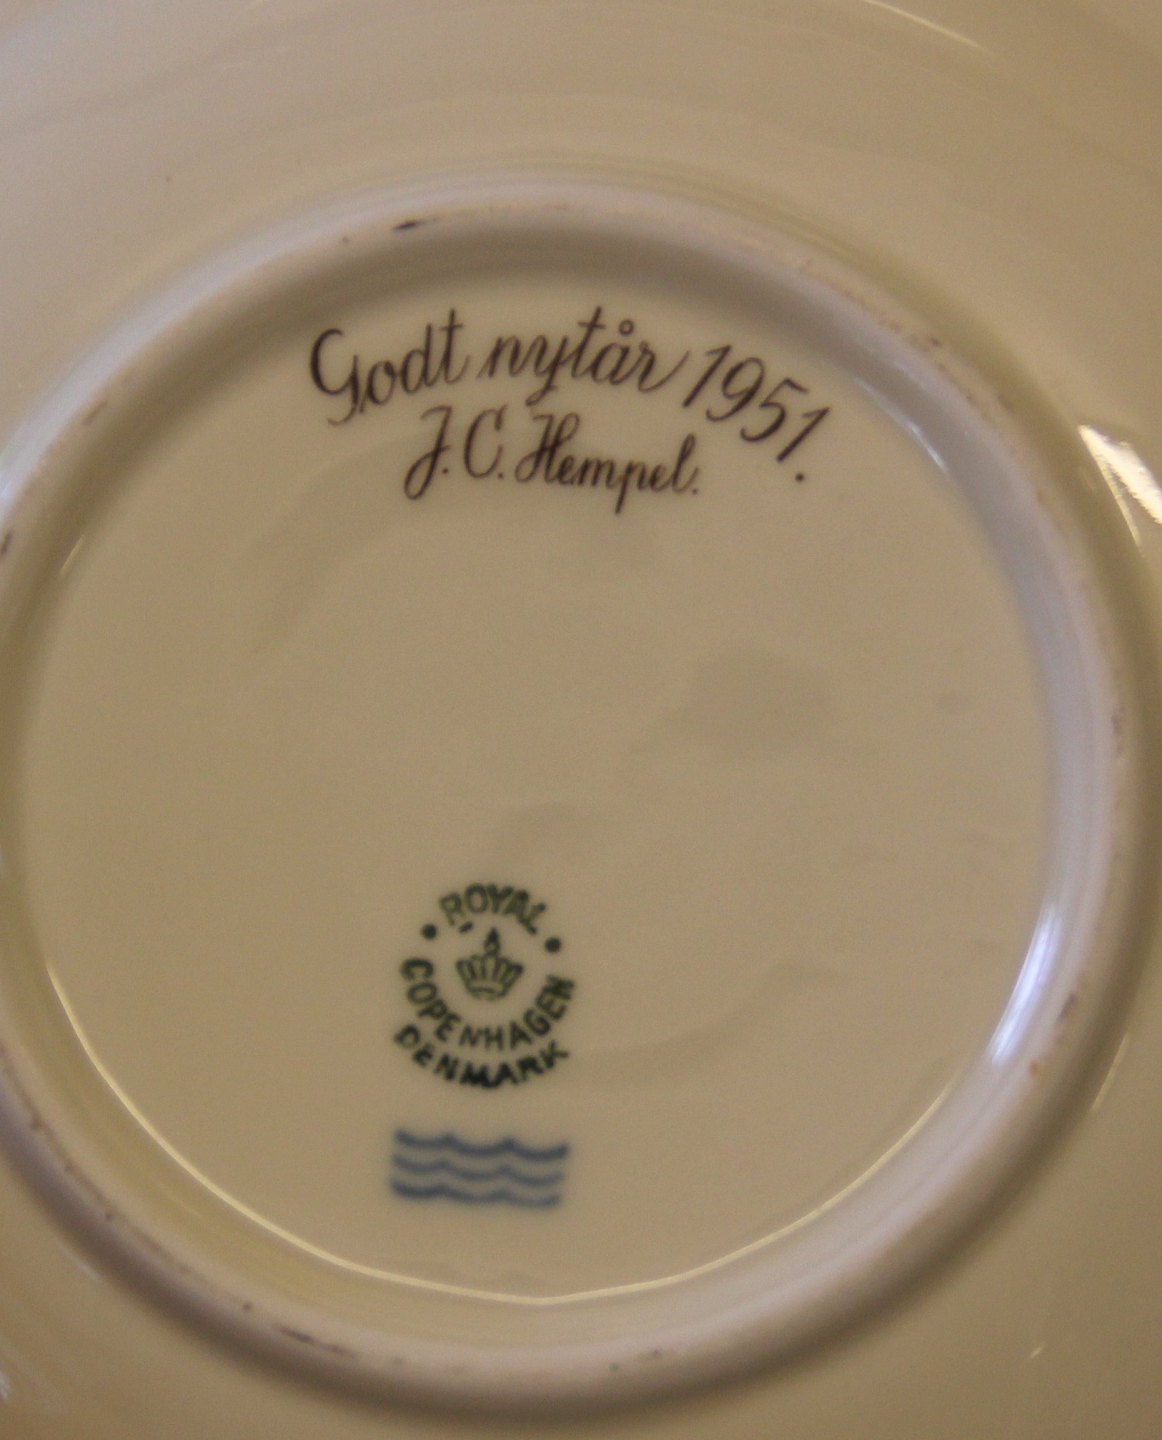 Godt nytår 1951.
J.C. Hempel.
ROYAL
COPENHAGEN
DENMARK